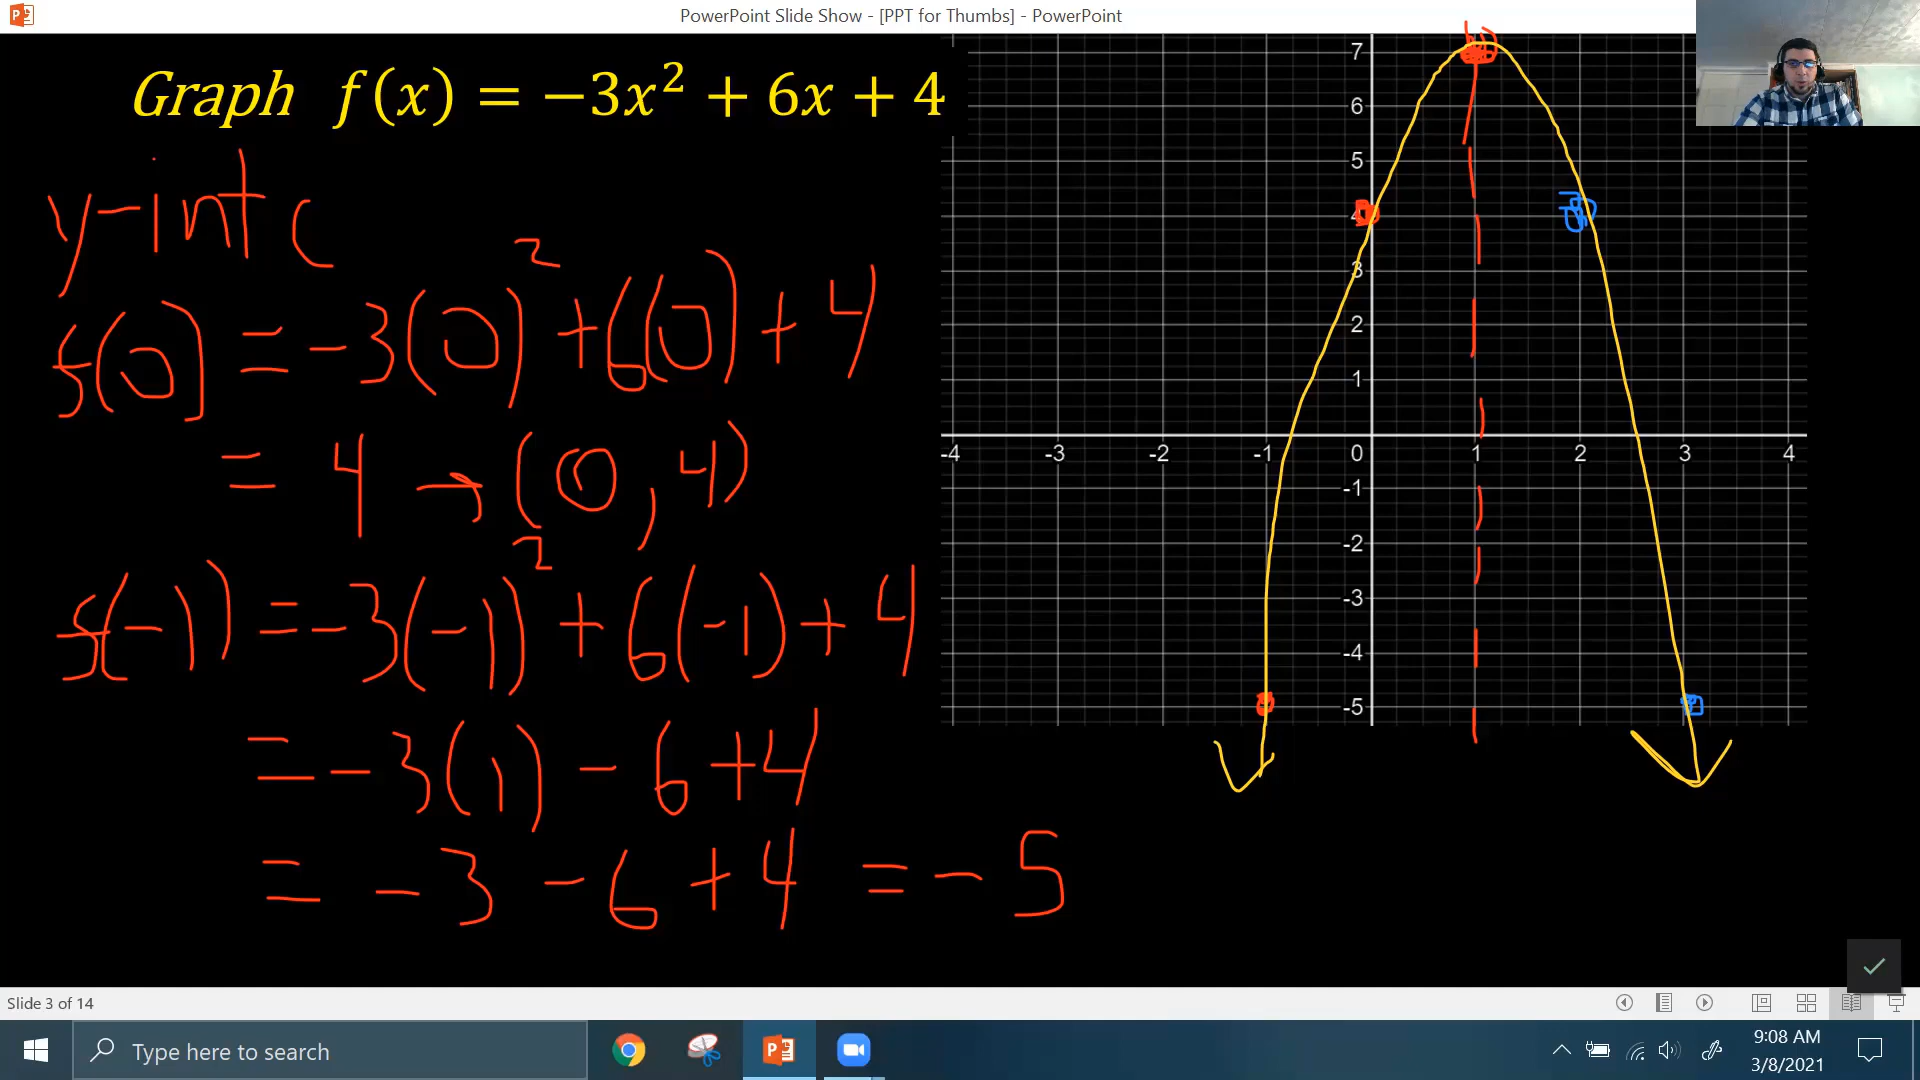 PowerPoint Slide Show - [PPT for Thumbs] - PowerPoint
Graph f(x) = −3x² + 6x + 4
y-int (
f(0) = -3(0)² + 6(0) + 4
= 4 → (0, 4)
f(-1) = -3(-1)² + 6(-1) + 4
= -3(1) - 6 + 4
= -3 - 6 + 4 = -5
7
6
5
4
3
2
1
-4 -3 -2 -1 0 1 2 3 4
-1
-2
-3
-4
-5
Slide 3 of 14
Type here to search
9:08 AM
3/8/2021